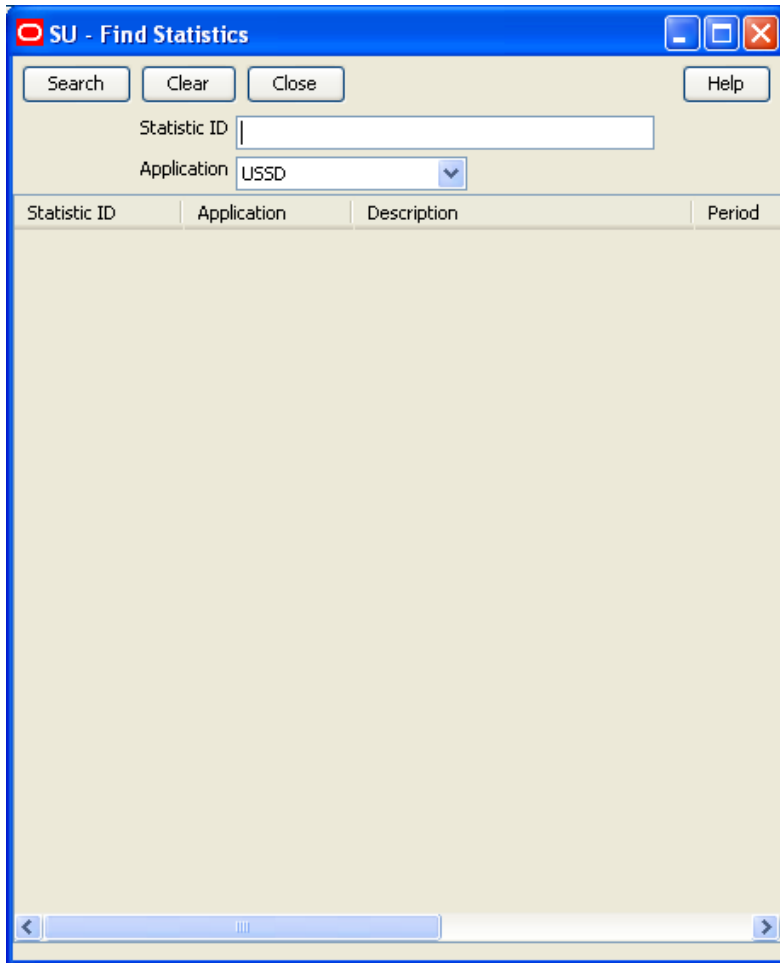 SU - Find Statistics
Search Clear Close Help
Statistic ID
Application USSD
Statistic ID Application Description Period